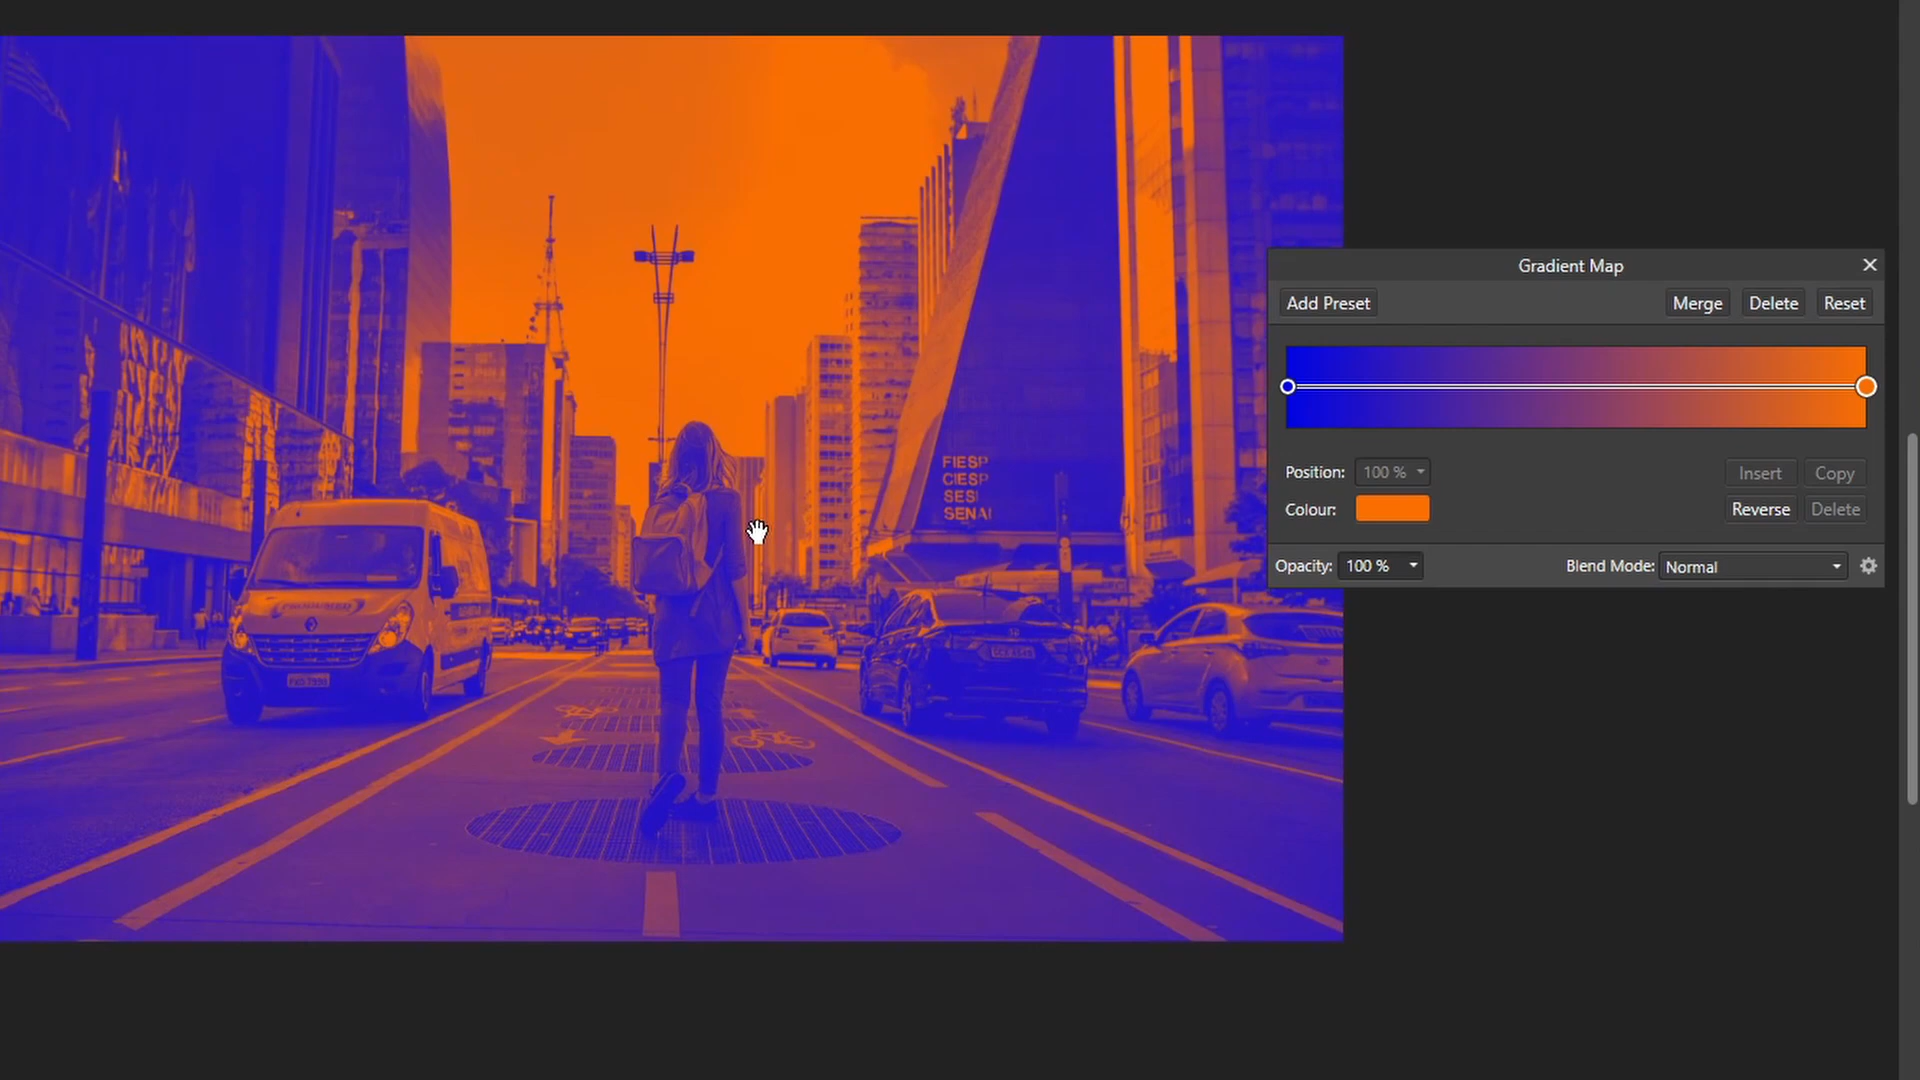 Gradient Map
Add Preset
Merge
Delete
Reset
FIESP
CIESP
SESI
SENAI
Position:
100 %
Insert
Copy
Colour:
Reverse
Delete
Opacity:
100 %
Blend Mode:
Normal